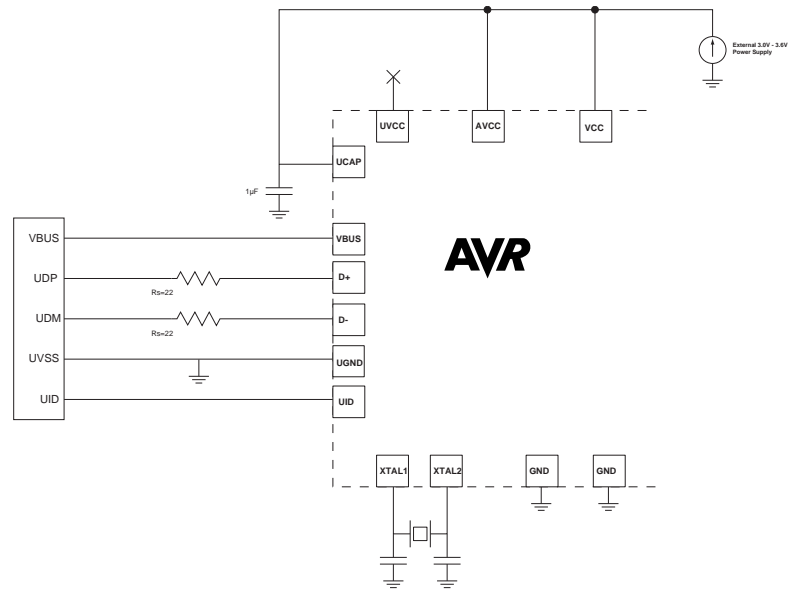 External 3.0V - 3.6V
Power Supply
UVCC
AVCC
VCC
UCAP
1µF
VBUS
VBUS
AVR
UDP
D+
Rs=22
UDM
D-
Rs=22
UVSS
UGND
UID
UID
XTAL1
XTAL2
GND
GND